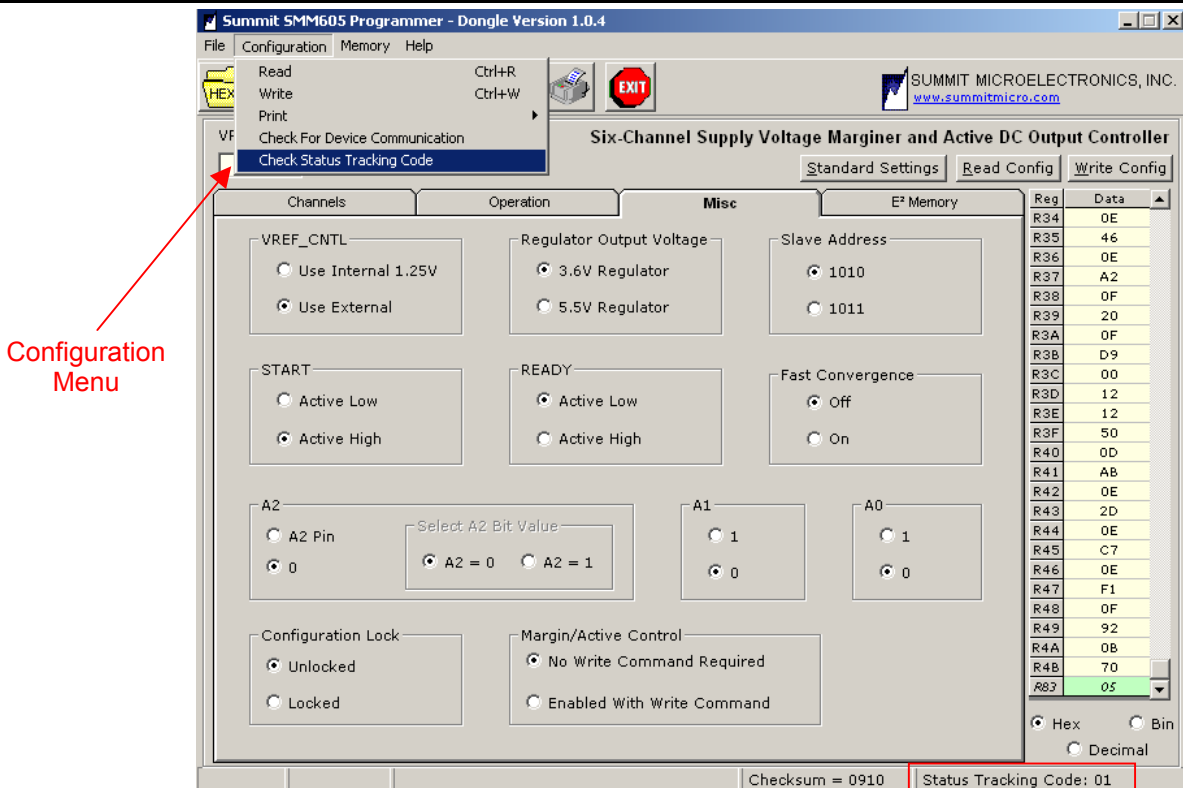 Summit SMM605 Programmer - Dongle Version 1.0.4
File Configuration Memory Help
Read Ctrl+R
Write Ctrl+W
Print
Check For Device Communication
Check Status Tracking Code
HEX
EXIT
SUMMIT MICROELECTRONICS, INC.
www.summitmicro.com
Six-Channel Supply Voltage Marginer and Active DC Output Controller
Standard Settings Read Config Write Config
Channels Operation Misc E² Memory
VREF_CNTL
Use Internal 1.25V
Use External
Regulator Output Voltage
3.6V Regulator
5.5V Regulator
Slave Address
1010
1011
Configuration
Menu
START
Active Low
Active High
READY
Active Low
Active High
Fast Convergence
Off
On
A2
A2 Pin
0
Select A2 Bit Value
A2 = 0 A2 = 1
A1
1
0
A0
1
0
Configuration Lock
Unlocked
Locked
Margin/Active Control
No Write Command Required
Enabled With Write Command
Reg Data
R34 0E
R35 46
R36 0E
R37 A2
R38 0F
R39 20
R3A 0F
R3B D9
R3C 00
R3D 12
R3E 12
R3F 50
R40 0D
R41 AB
R42 0E
R43 2D
R44 0E
R45 C7
R46 0E
R47 F1
R48 0F
R49 92
R4A 0B
R4B 70
R83 05
Hex Bin
Decimal
Checksum = 0910 Status Tracking Code: 01